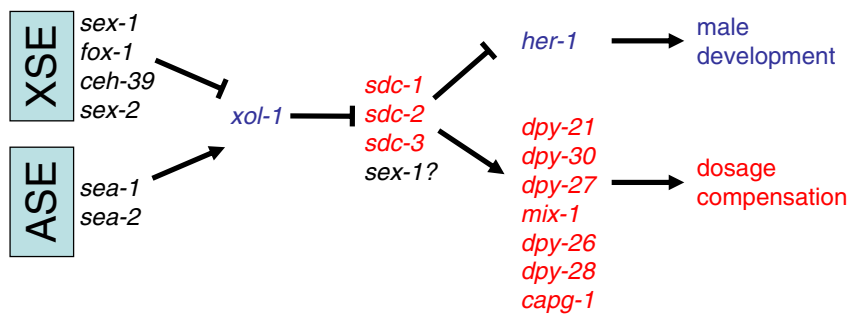 XSE
sex-1
fox-1
ceh-39
sex-2
ASE
sea-1
sea-2
xol-1
sdc-1
sdc-2
sdc-3
sex-1?
her-1
male
development
dpy-21
dpy-30
dpy-27
mix-1
dpy-26
dpy-28
capg-1
dosage
compensation